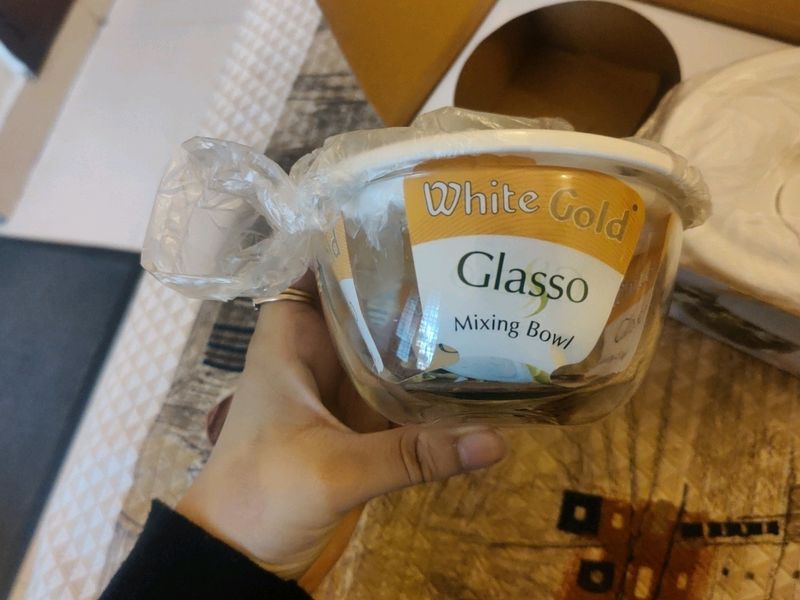 White Gold
Glasso
Mixing Bowl